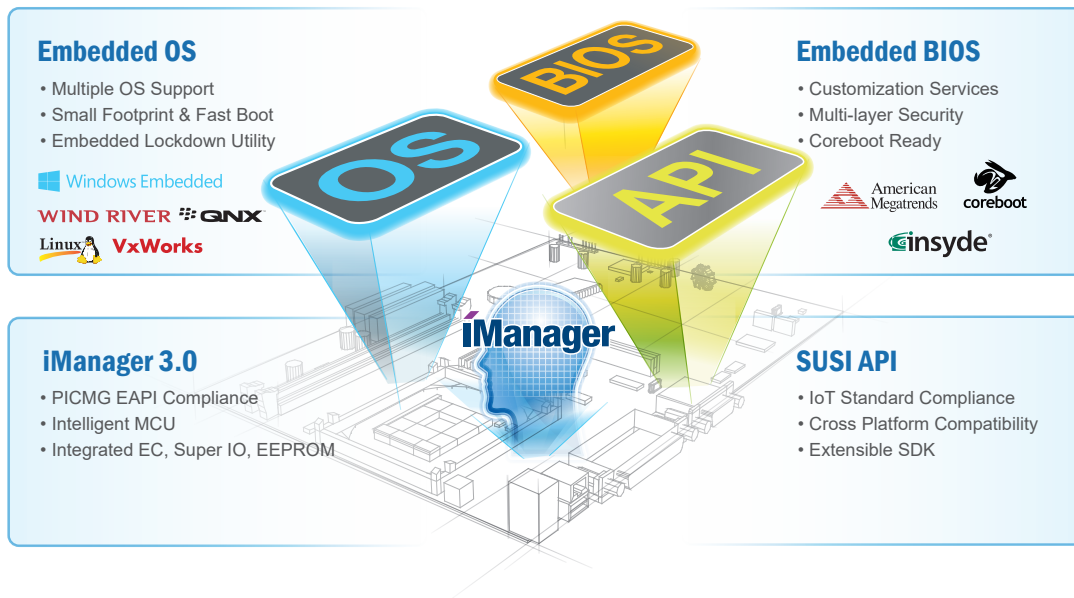 Embedded OS
• Multiple OS Support
• Small Footprint & Fast Boot
• Embedded Lockdown Utility
Windows Embedded
WIND RIVER QNX
Linux VxWorks
BIOS
OS
API
Embedded BIOS
• Customization Services
• Multi-layer Security
• Coreboot Ready
American
Megatrends
coreboot
insyde®
iManager
iManager 3.0
• PICMG EAPI Compliance
• Intelligent MCU
• Integrated EC, Super IO, EEPROM
SUSI API
• IoT Standard Compliance
• Cross Platform Compatibility
• Extensible SDK